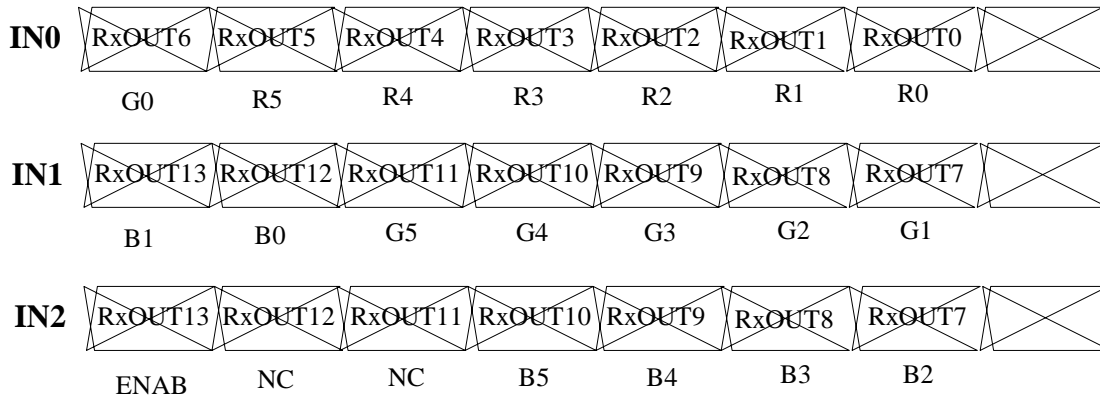 IN0 RxOUT6 RxOUT5 RxOUT4 RxOUT3 RxOUT2 RxOUT1 RxOUT0
G0 R5 R4 R3 R2 R1 R0
IN1 RxOUT13 RxOUT12 RxOUT11 RxOUT10 RxOUT9 RxOUT8 RxOUT7
B1 B0 G5 G4 G3 G2 G1
IN2 RxOUT13 RxOUT12 RxOUT11 RxOUT10 RxOUT9 RxOUT8 RxOUT7
ENAB NC NC B5 B4 B3 B2